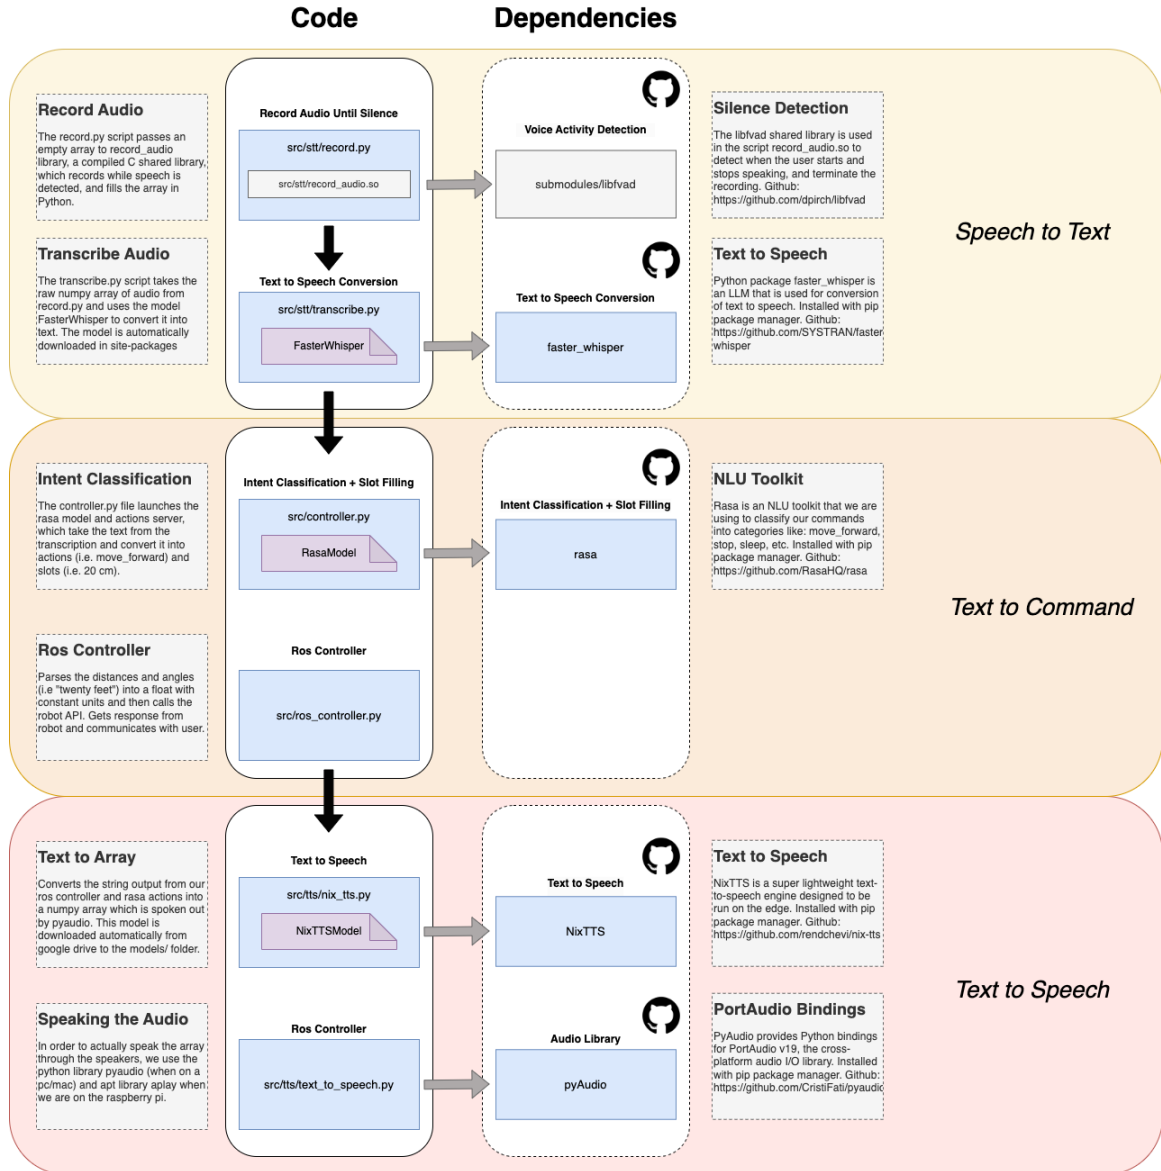 Code
Dependencies
Record Audio
The record.py script passes an
empty array to record_audio
library, a compiled C shared library,
which records while speech is
detected, and fills the array in
Python.
Record Audio Until Silence
src/stt/record.py
src/stt/record_audio.so
Voice Activity Detection
submodules/libfvad
Silence Detection
The libfvad shared library is used
in the script record_audio.so to
detect when the user starts and
stops speaking, and terminate the
recording. Github:
https://github.com/dpirch/libfvad
Speech to Text
Transcribe Audio
The transcribe.py script takes the
raw numpy array of audio from
record.py and uses the model
FasterWhisper to convert it into
text. The model is automatically
downloaded in site-packages
Text to Speech Conversion
src/stt/transcribe.py
FasterWhisper
Text to Speech Conversion
faster_whisper
Text to Speech
Python package faster_whisper is
an LLM that is used for conversion
of text to speech. Installed with pip
package manager. Github:
https://github.com/SYSTRAN/faster
whisper
Intent Classification
The controller.py file launches the
rasa model and actions server,
which take the text from the
transcription and convert it into
actions (i.e. move_forward) and
slots (i.e. 20 cm).
Intent Classification + Slot Filling
src/controller.py
RasaModel
Intent Classification + Slot Filling
rasa
NLU Toolkit
Rasa is an NLU toolkit that we are
using to classify our commands
into categories like: move_forward,
stop, sleep, etc. Installed with pip
package manager. Github:
https://github.com/RasaHQ/rasa
Text to Command
Ros Controller
Parses the distances and angles
(i.e "twenty feet") into a float with
constant units and then calls the
robot API. Gets response from
robot and communicates with user.
Ros Controller
src/ros_controller.py
Text to Array
Converts the string output from our
ros controller and rasa actions into
a numpy array which is spoken out
by pyaudio. This model is
downloaded automatically from
google drive to the models/ folder.
Text to Speech
src/tts/nix_tts.py
NixTTSModel
Text to Speech
NixTTS
Text to Speech
NixTTS is a super lightweight text-
to-speech engine designed to be
run on the edge. Installed with pip
package manager. Github:
https://github.com/rendchevi/nix-tts
Text to Speech
Speaking the Audio
In order to actually speak the array
through the speakers, we use the
python library pyaudio (when on a
pc/mac) and apt library aplay when
we are on the raspberry pi.
Ros Controller
src/tts/text_to_speech.py
Audio Library
pyAudio
PortAudio Bindings
PyAudio provides Python bindings
for PortAudio v19, the cross-
platform audio I/O library. Installed
with pip package manager. Github:
https://github.com/CristiFati/pyaudio